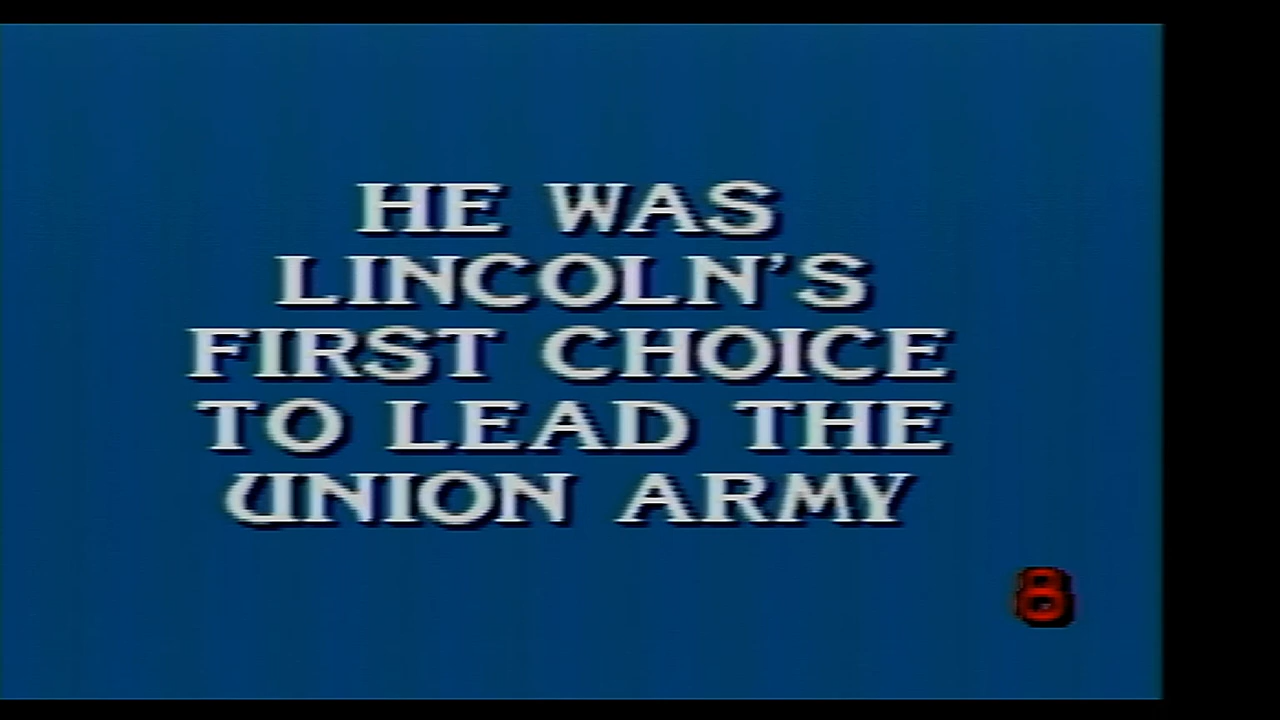 HE WAS
LINCOLN'S
FIRST CHOICE
TO LEAD THE
UNION ARMY
8